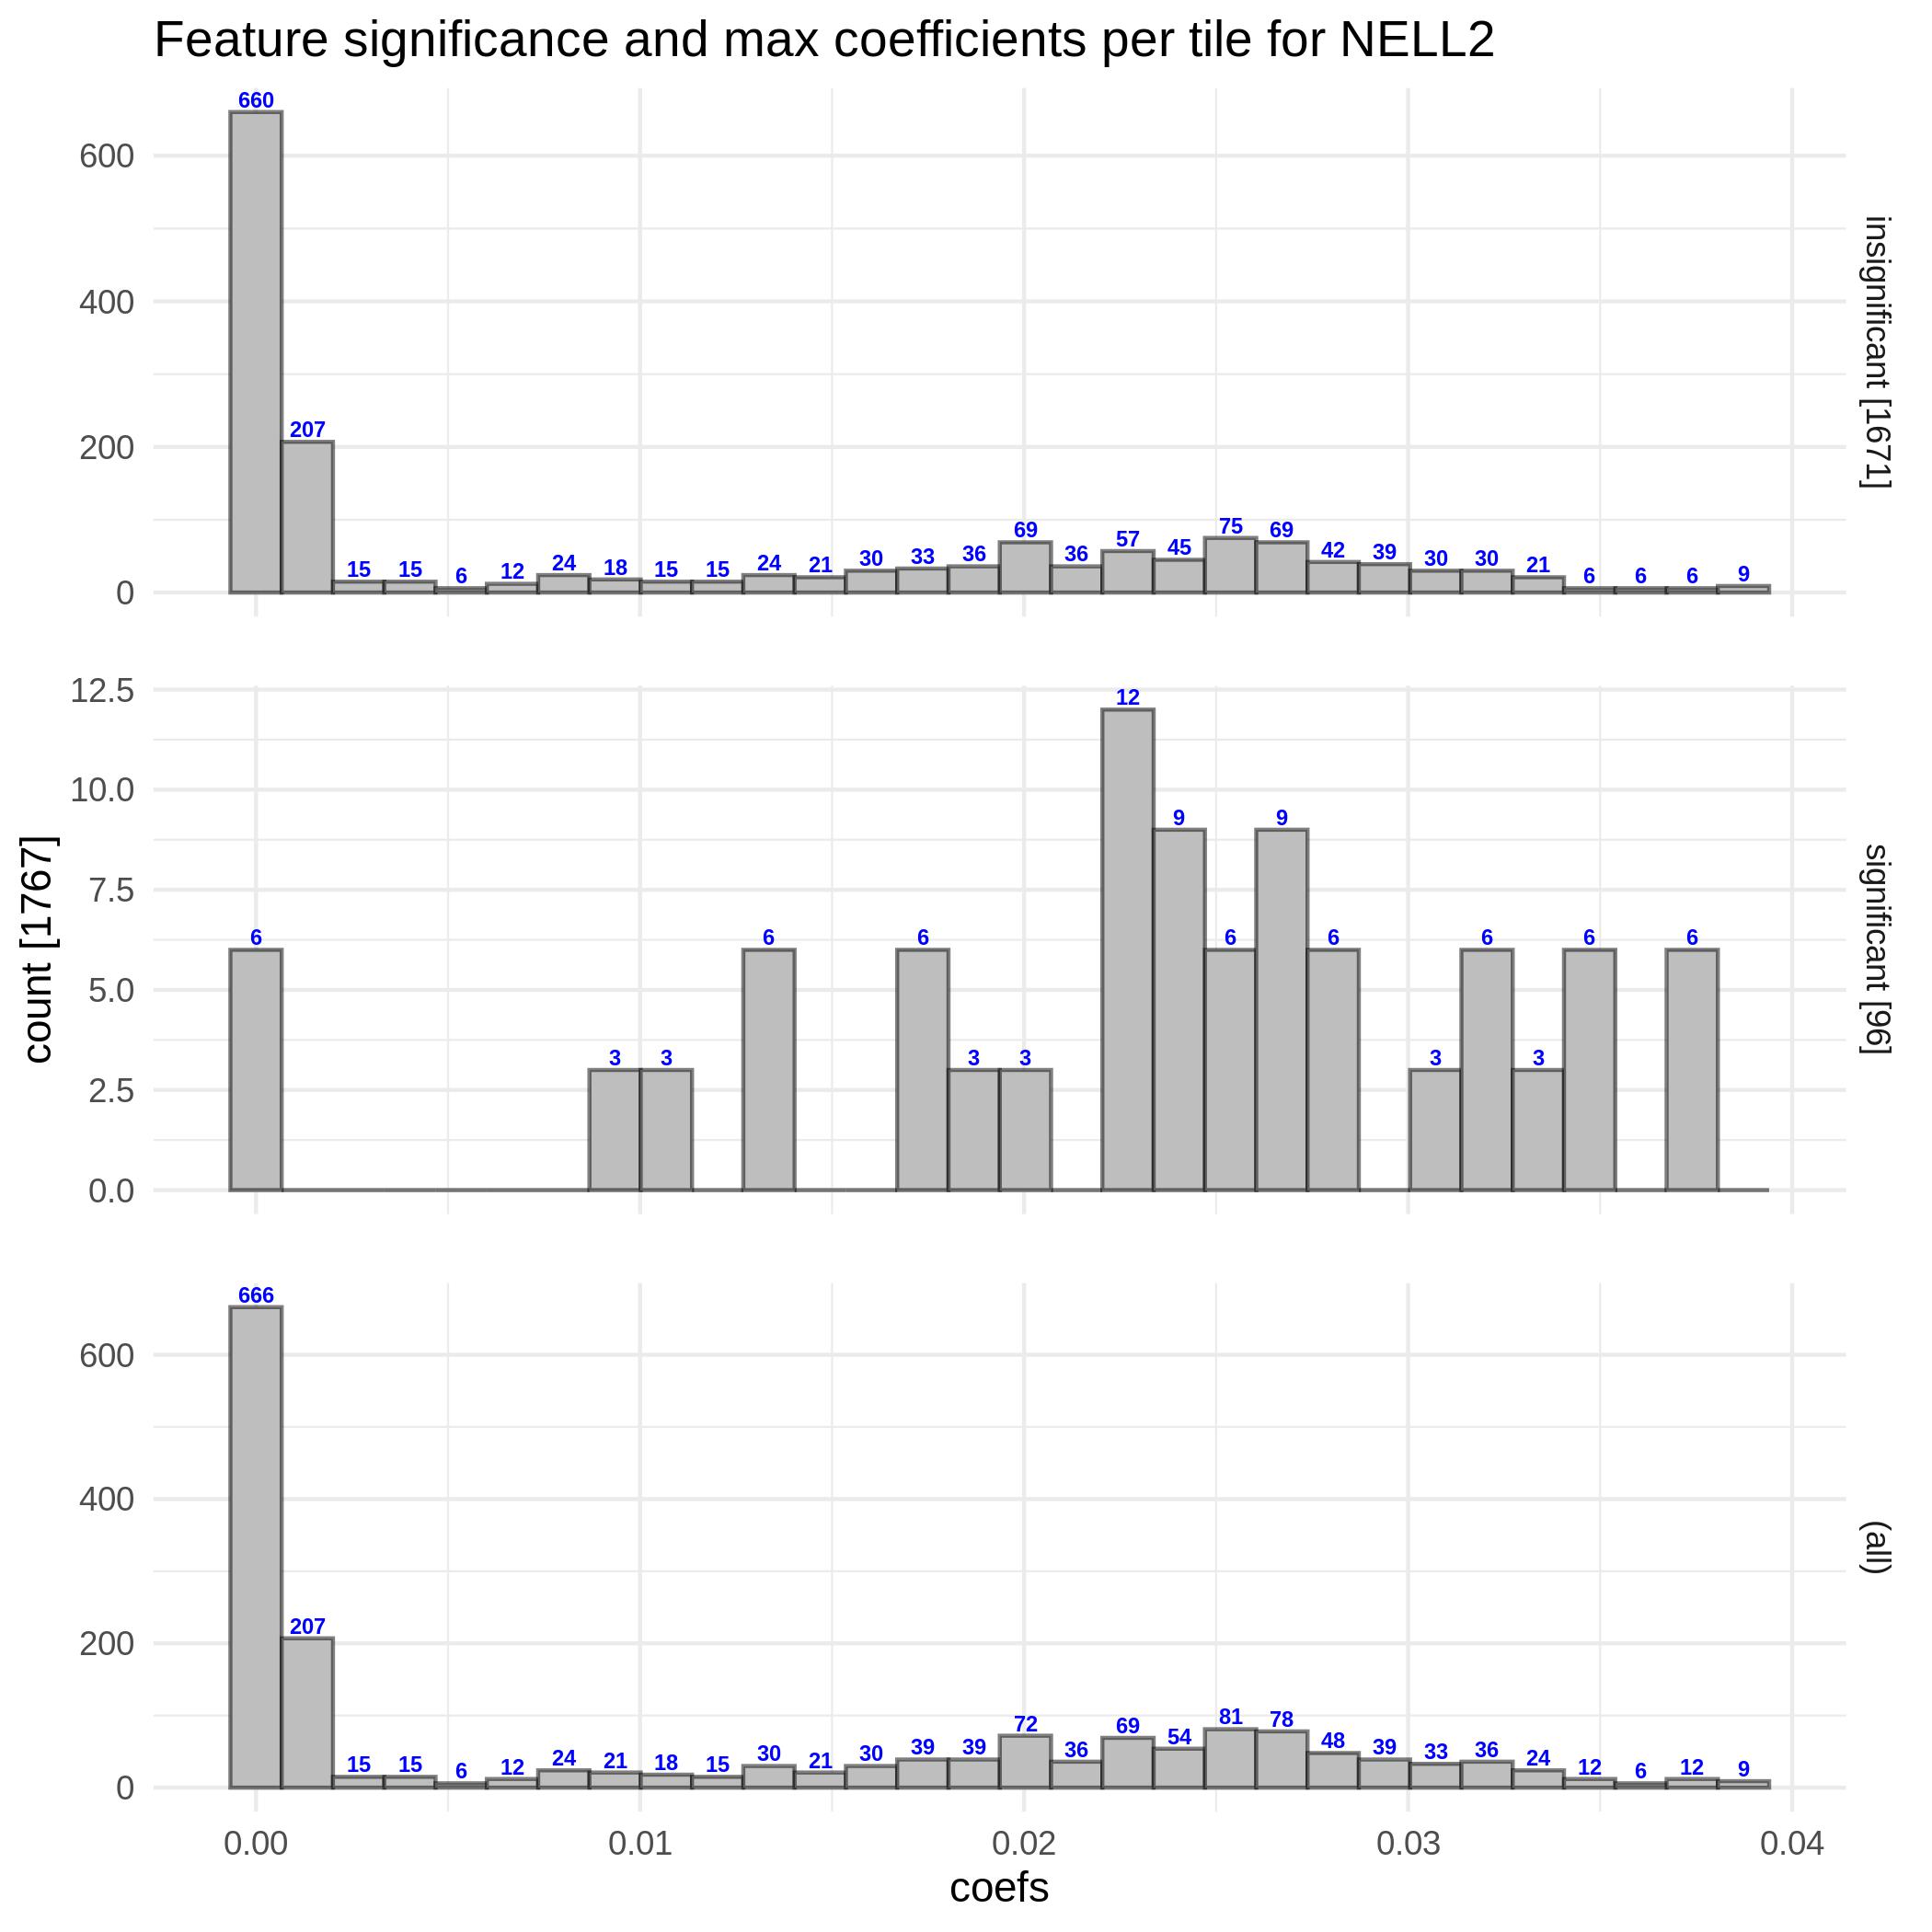 Feature significance and max coefficients per tile for NELL2
660
600
207
400
200
15 15 6 12 24 18 15 15 24 21 30 33 36 69 36 57 45 75 69 42 39 30 30 21 6 6 6 9
0
insignificant [1671]
12.5
12
10.0
9 9
7.5
6 6 6 6 6 6 6 6
5.0
3 3 3 3 3 3
2.5
0.0
significant [96]
count [1767]
666
600
400
207
200
15 15 6 12 24 21 18 15 30 21 30 39 39 72 36 69 54 81 78 48 39 33 36 24 12 6 12 9
0
(all)
0.00 0.01 0.02 0.03 0.04
coefs